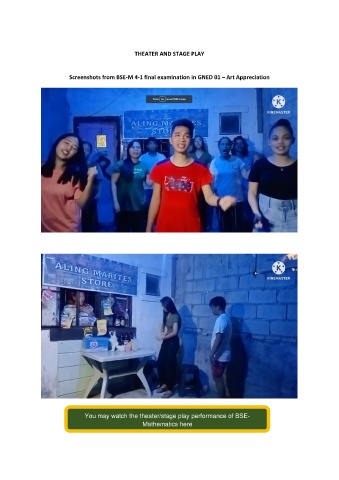 THEATER AND STAGE PLAY
Screenshots from BSE-M 4-1 final examination in GNED 01 – Art Appreciation
KINEMASTER
ALING MARITES
STORE
ALING MARITES
STORE
KINEMASTER
You may watch the theater/stage play performance of BSE-
Mathematics here